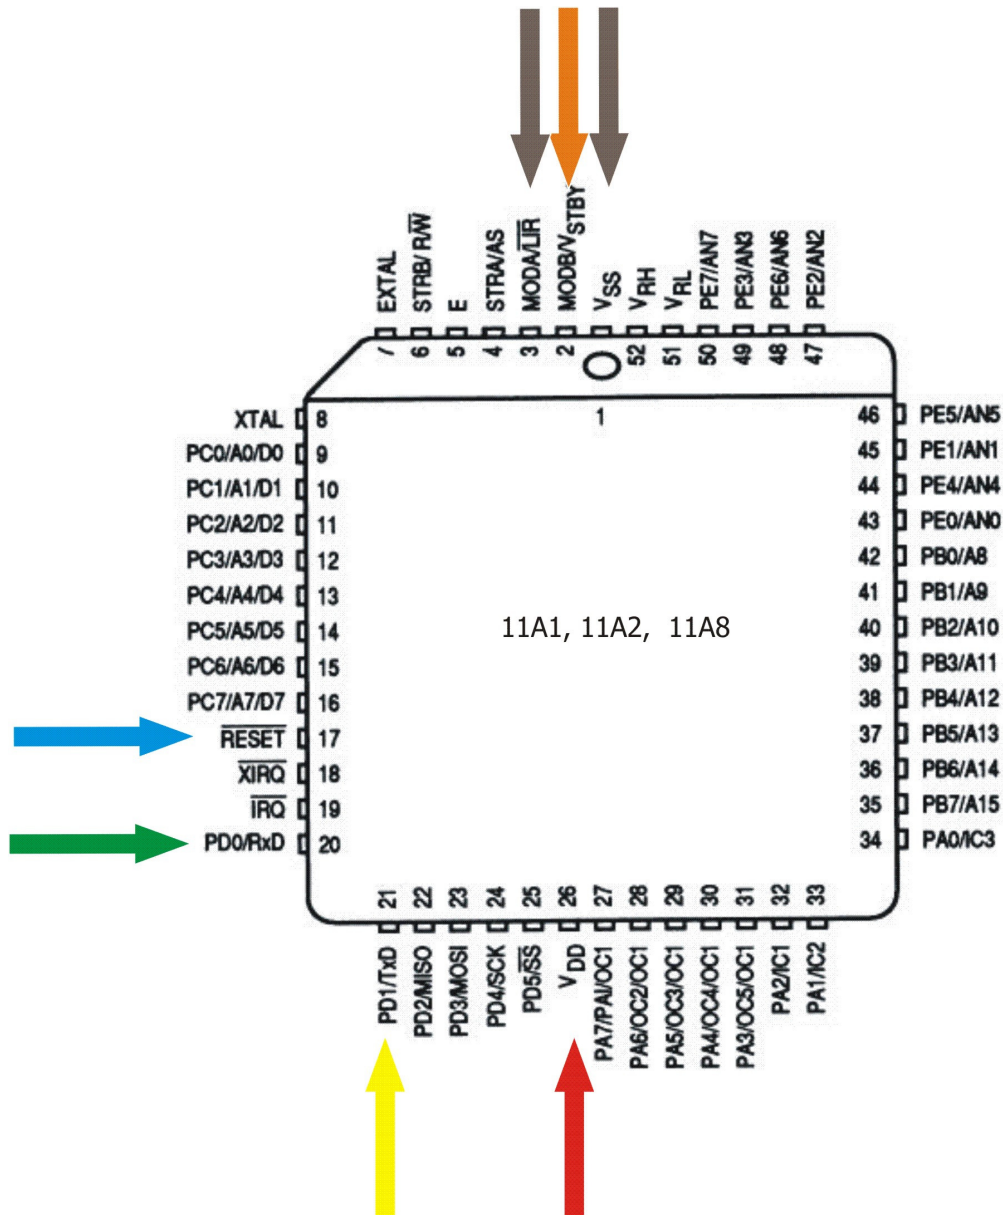 EXTAL
STRB/ R/W̅
E
STRA/AS
MODA/L̅I̅R̅
MODB/VSTBY
VSS
VRH
VRL
PE7/AN7
PE3/AN3
PE6/AN6
PE2/AN2
7 6 5 4 3 2 52 51 50 49 48 47
1
XTAL 8
PC0/A0/D0 9
PC1/A1/D1 10
PC2/A2/D2 11
PC3/A3/D3 12
PC4/A4/D4 13
PC5/A5/D5 14
PC6/A6/D6 15
PC7/A7/D7 16
R̅E̅S̅E̅T̅ 17
X̅I̅R̅Q̅ 18
I̅R̅Q̅ 19
PD0/RxD 20
11A1, 11A2, 11A8
46 PE5/AN5
45 PE1/AN1
44 PE4/AN4
43 PE0/AN0
42 PB0/A8
41 PB1/A9
40 PB2/A10
39 PB3/A11
38 PB4/A12
37 PB5/A13
36 PB6/A14
35 PB7/A15
34 PA0/IC3
21 22 23 24 25 26 27 28 29 30 31 32 33
PD1/TxD
PD2/MISO
PD3/MOSI
PD4/SCK
PD5/S̅S̅
VDD
PA7/PAI/OC1
PA6/OC2/OC1
PA5/OC3/OC1
PA4/OC4/OC1
PA3/OC5/OC1
PA2/IC1
PA1/IC2